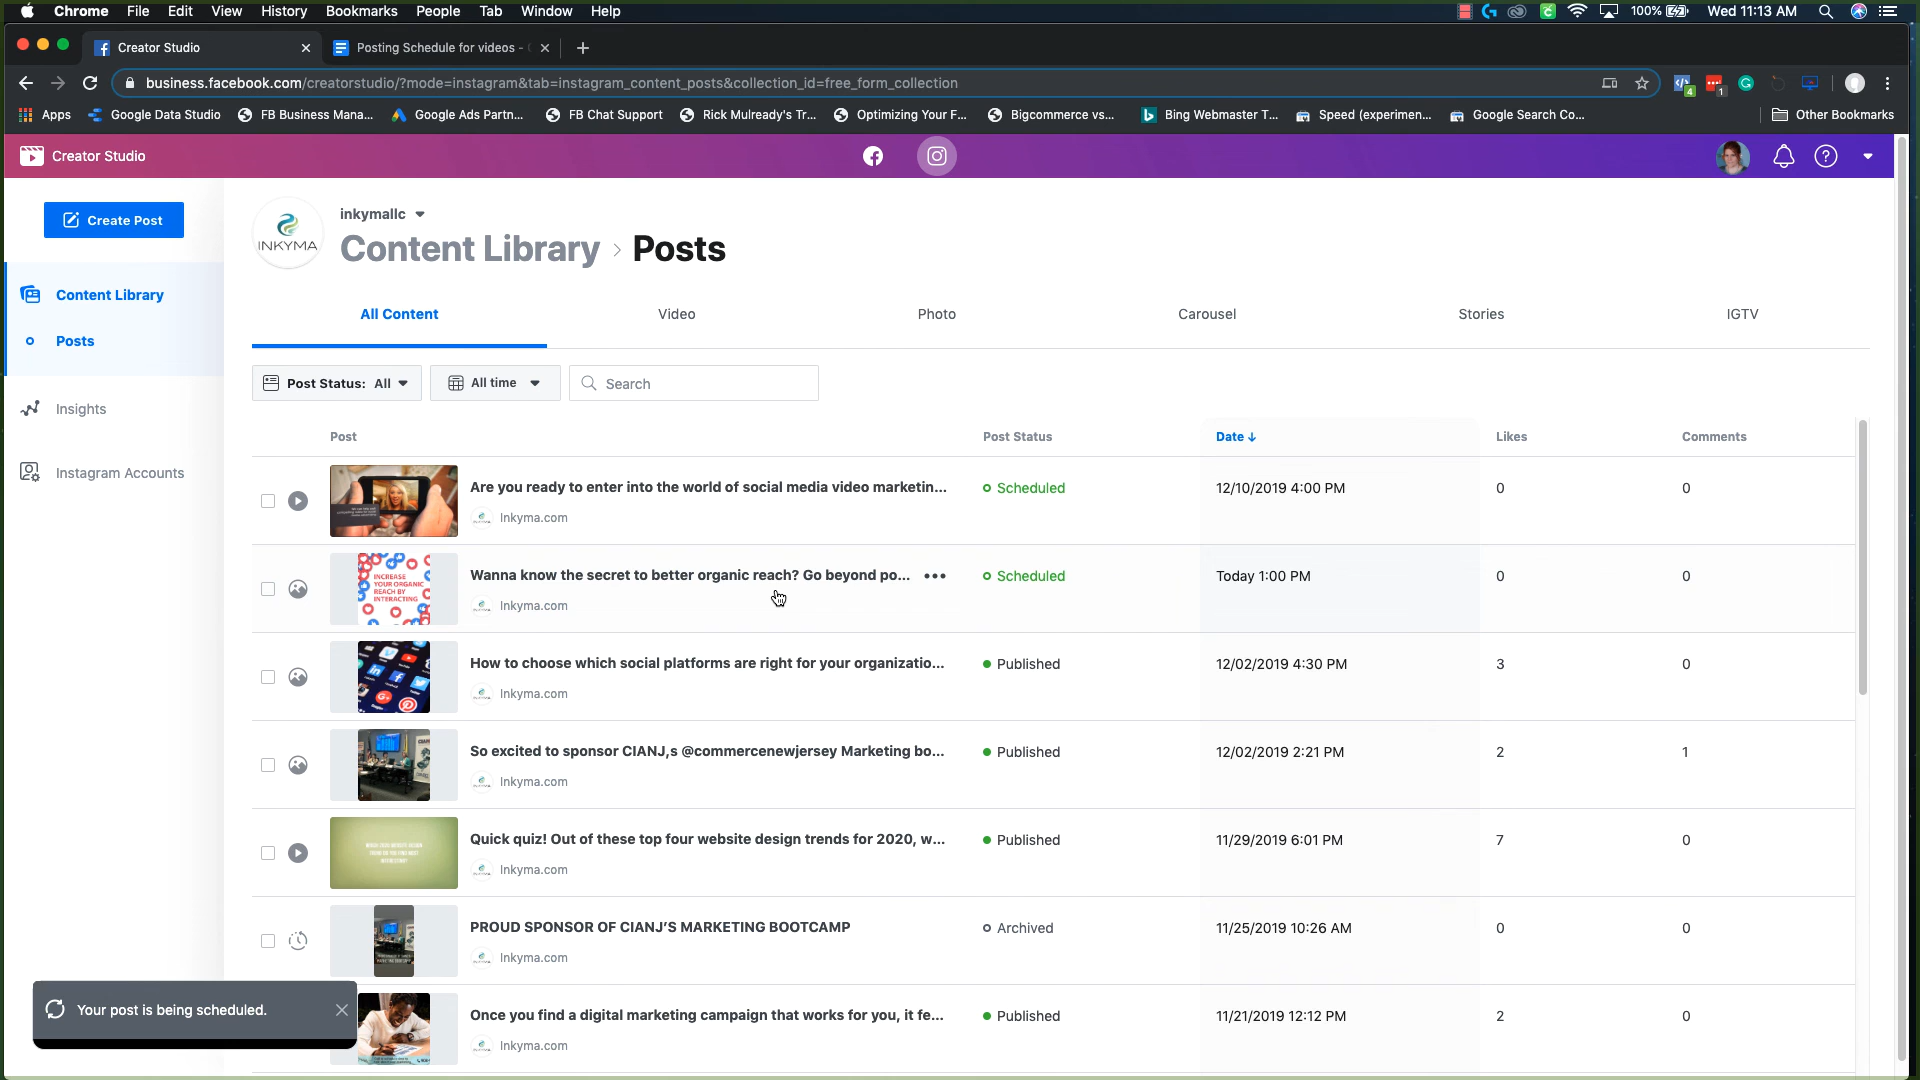 Chrome File Edit View History Bookmarks People Tab Window Help 100% Wed 11:13 AM
Creator Studio Posting Schedule for videos -
business.facebook.com/creatorstudio/?mode=instagram&tab=instagram_content_posts&collection_id=free_form_collection 4 1
Apps Google Data Studio FB Business Mana... Google Ads Partn... FB Chat Support Rick Mulready's Tr... Optimizing Your F... Bigcommerce vs... Bing Webmaster T... Speed (experimen... Google Search Co... Other Bookmarks
Creator Studio
Create Post
Content Library
Posts
Insights
Instagram Accounts
INKYMA
inkymallc
Content Library > Posts
All Content Video Photo Carousel Stories IGTV
Post Status: All All time Search
Post Post Status Date ↓ Likes Comments
Are you ready to enter into the world of social media video marketin... Scheduled 12/10/2019 4:00 PM 0 0
Inkyma.com
INCREASE
YOUR ORGANIC
REACH BY
INTERACTING
Wanna know the secret to better organic reach? Go beyond po... ••• Scheduled Today 1:00 PM 0 0
Inkyma.com
How to choose which social platforms are right for your organizatio... Published 12/02/2019 4:30 PM 3 0
Inkyma.com
So excited to sponsor CIANJ,s @commercenewjersey Marketing bo... Published 12/02/2019 2:21 PM 2 1
Inkyma.com
Quick quiz! Out of these top four website design trends for 2020, w... Published 11/29/2019 6:01 PM 7 0
Inkyma.com
PROUD SPONSOR OF CIANJ'S MARKETING BOOTCAMP Archived 11/25/2019 10:26 AM 0 0
Inkyma.com
Once you find a digital marketing campaign that works for you, it fe... Published 11/21/2019 12:12 PM 2 0
Inkyma.com
Your post is being scheduled.